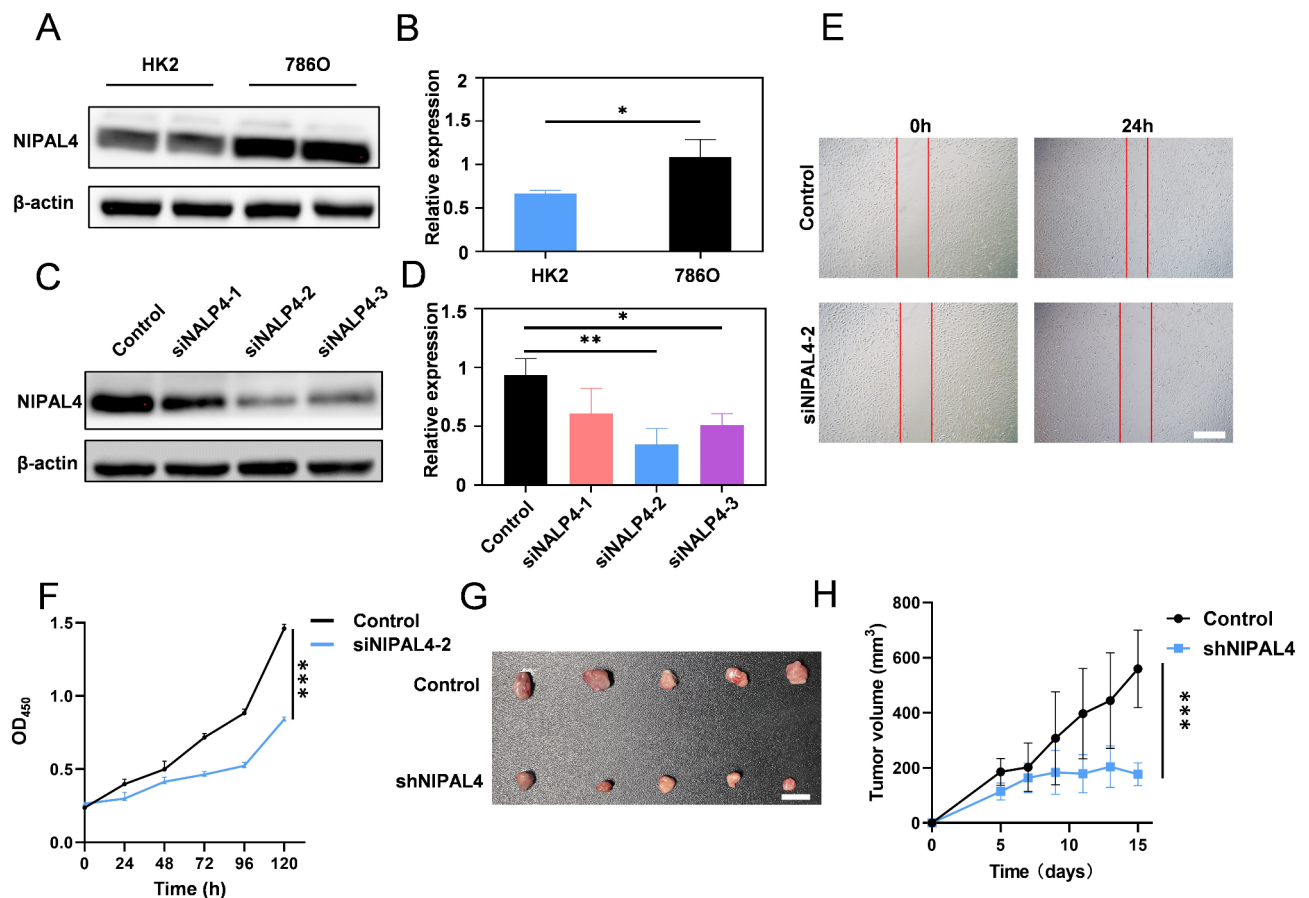 A
HK2 786O
NIPAL4
β-actin
B
Relative expression
2
1.5
1
0.5
0
*
HK2 786O
C
Control siNALP4-1 siNALP4-2 siNALP4-3
NIPAL4
β-actin
D
Relative expression
1.5
1
0.5
0
*
**
Control siNALP4-1 siNALP4-2 siNALP4-3
E
0h 24h
Control
siNIPAL4-2
F
Control
siNIPAL4-2
OD450
1.5
1.0
0.5
0.0
***
0 24 48 72 96 120
Time (h)
G
Control
shNIPAL4
H
Control
shNIPAL4
Tumor volume (mm³)
800
600
400
200
0
***
0 5 10 15
Time（days）